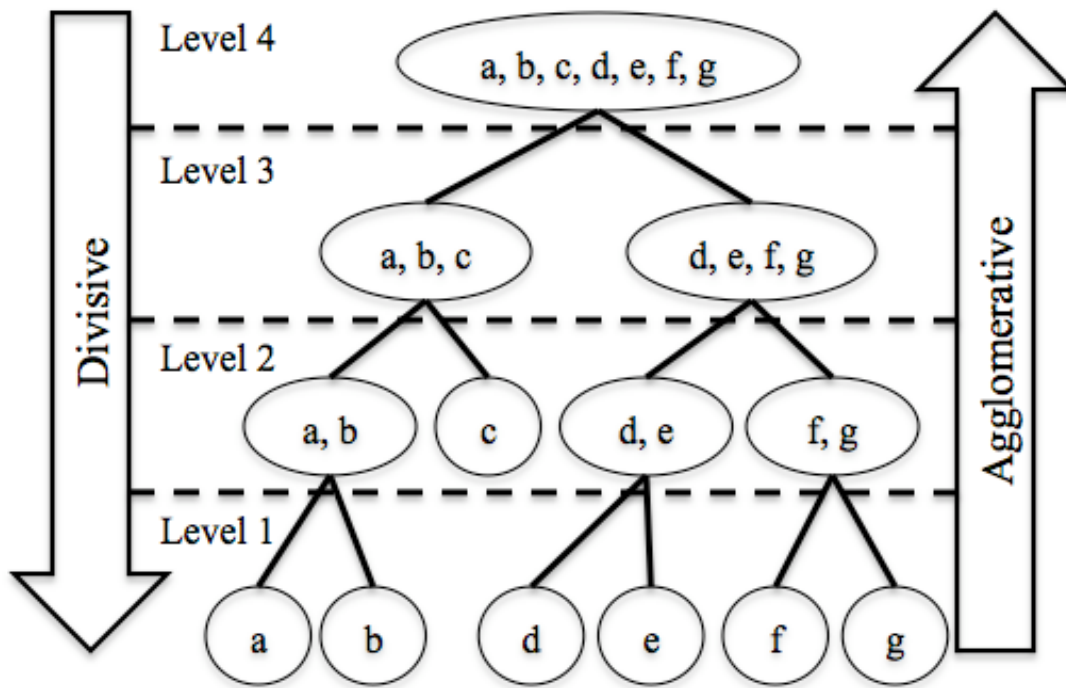 Level 4
a, b, c, d, e, f, g
Level 3
a, b, c
d, e, f, g
Divisive
Agglomerative
Level 2
a, b
c
d, e
f, g
Level 1
a
b
d
e
f
g